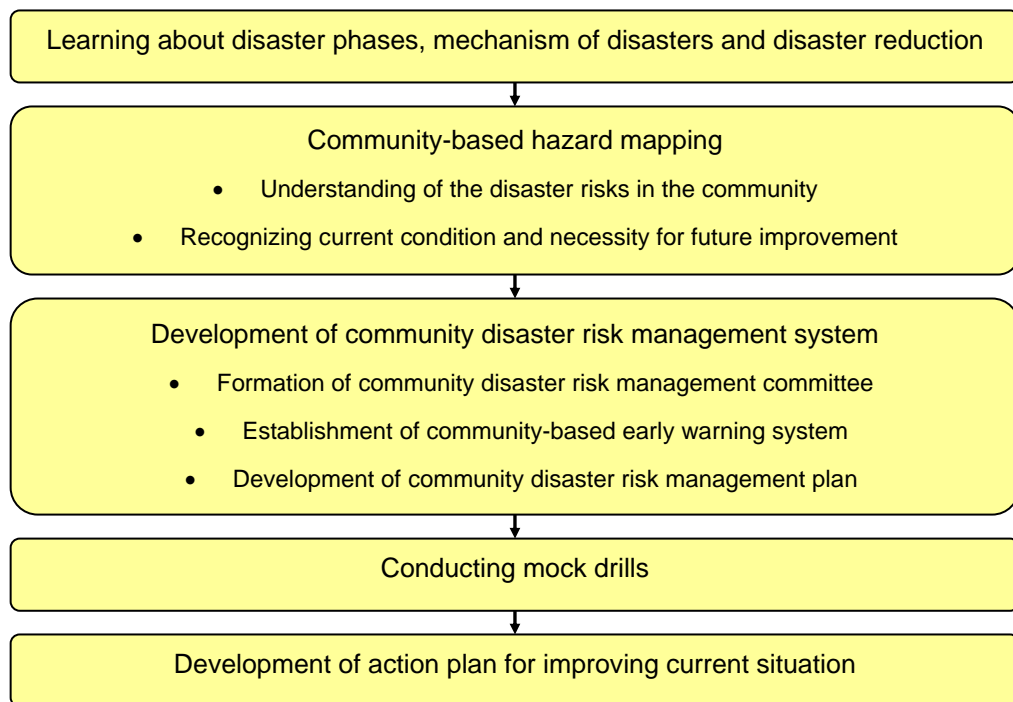 Learning about disaster phases, mechanism of disasters and disaster reduction
Community-based hazard mapping
• Understanding of the disaster risks in the community
• Recognizing current condition and necessity for future improvement
Development of community disaster risk management system
• Formation of community disaster risk management committee
• Establishment of community-based early warning system
• Development of community disaster risk management plan
Conducting mock drills
Development of action plan for improving current situation